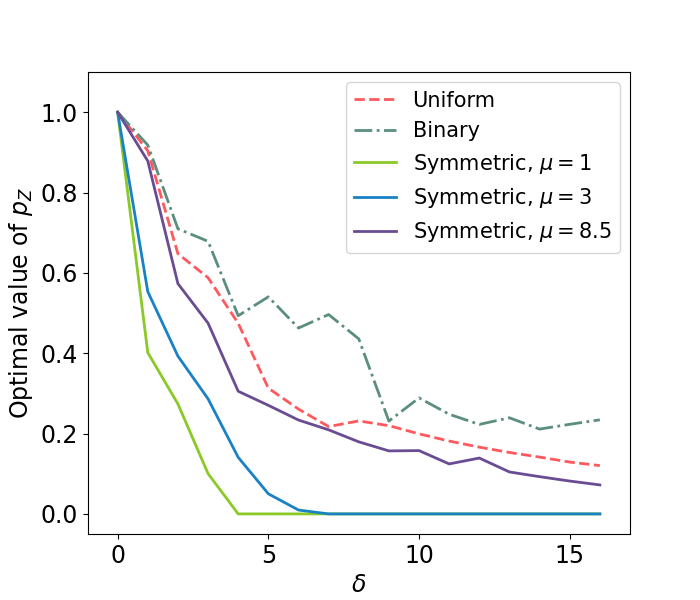 Uniform
Binary
Symmetric, μ = 1
Symmetric, μ = 3
Symmetric, μ = 8.5
Optimal value of p_Z
1.0
0.8
0.6
0.4
0.2
0.0
0 5 10 15
δ